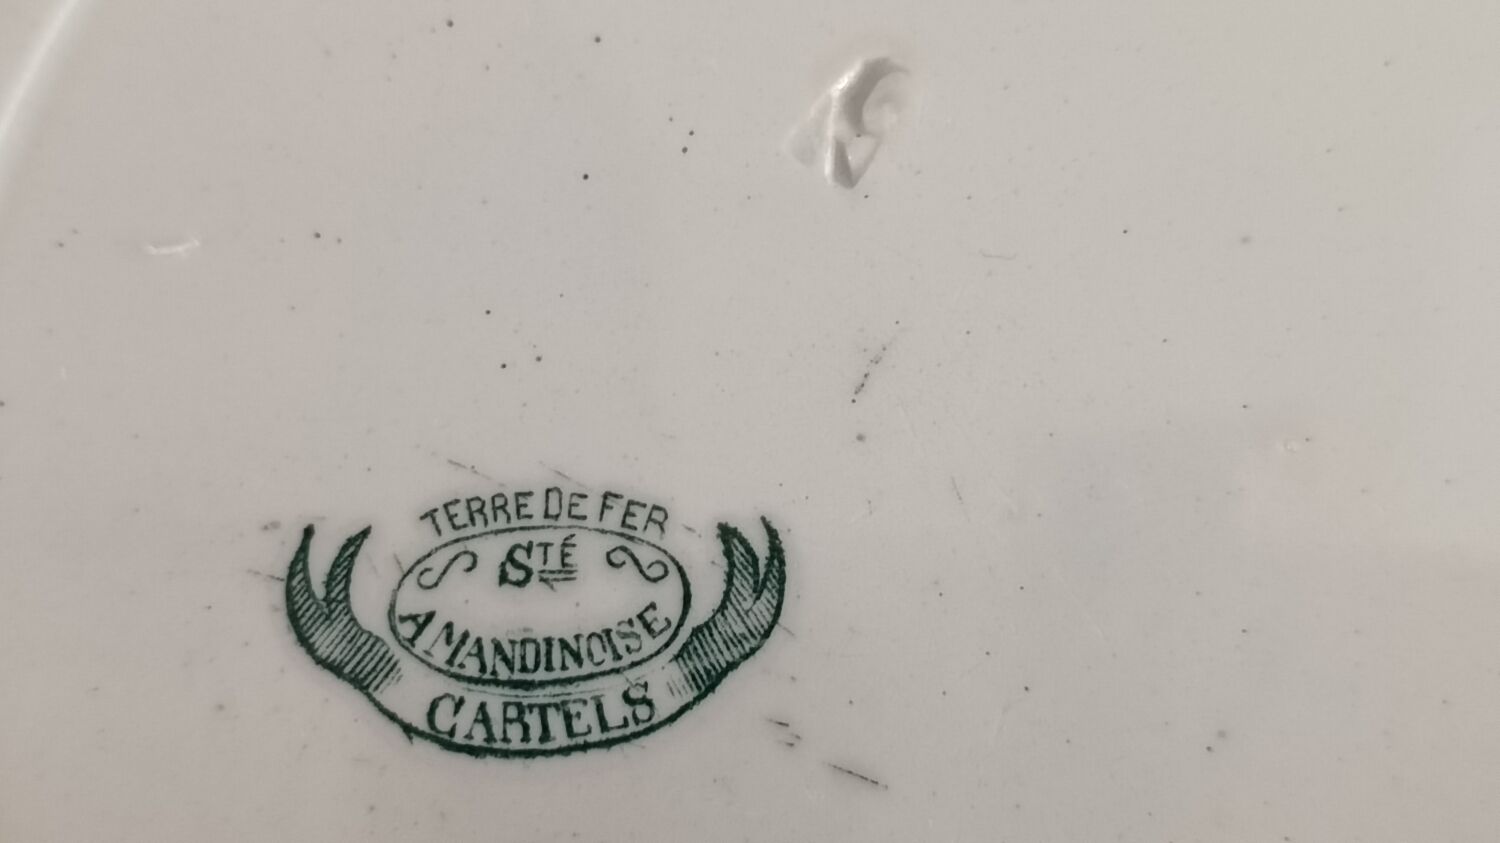 TERRE DE FER
STÉ
AMANDINOISE
CARTELS